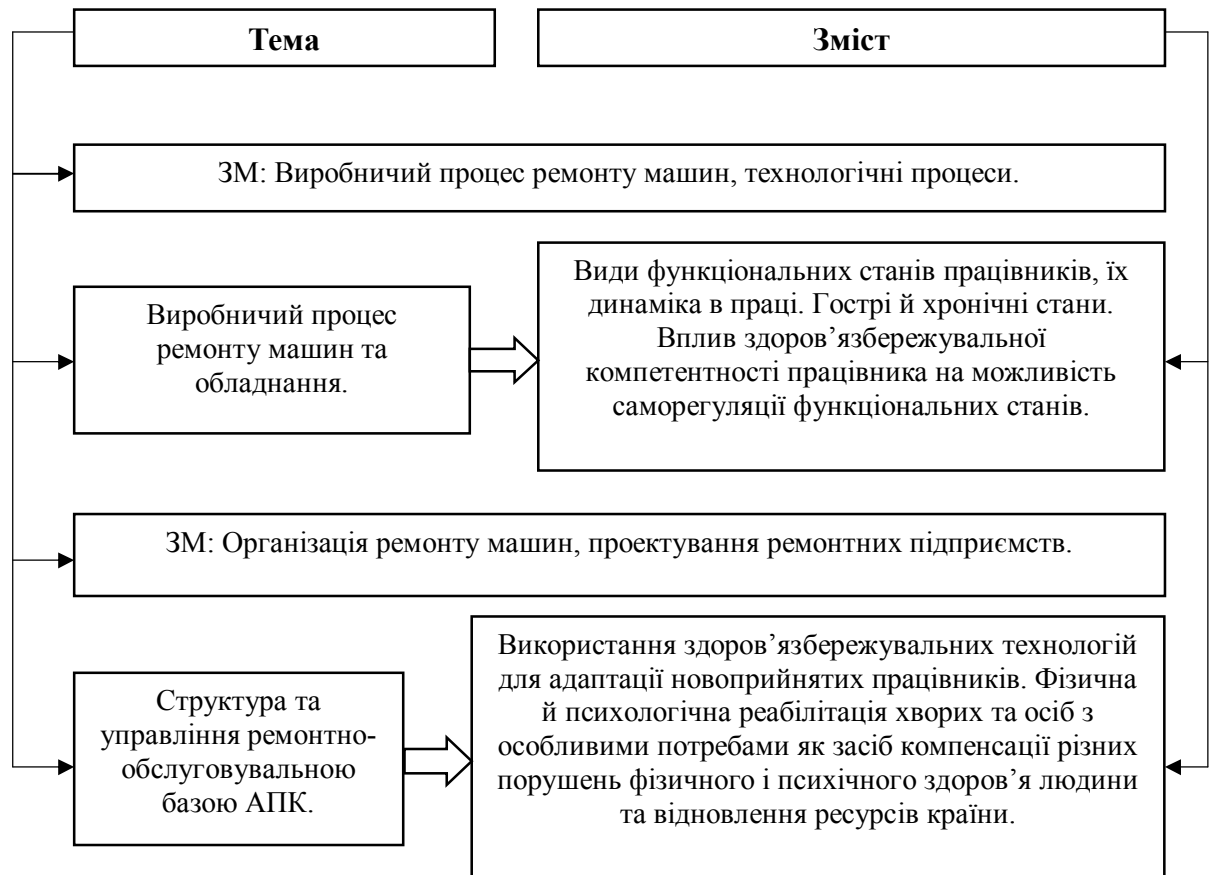 Тема
Зміст
ЗМ: Виробничий процес ремонту машин, технологічні процеси.
Виробничий процес
ремонту машин та
обладнання.
Види функціональних станів працівників, їх
динаміка в праці. Гострі й хронічні стани.
Вплив здоров’язбережувальної
компетентності працівника на можливість
саморегуляції функціональних станів.
ЗМ: Організація ремонту машин, проектування ремонтних підприємств.
Структура та
управління ремонтно-
обслуговувальною
базою АПК.
Використання здоров’язбережувальних технологій
для адаптації новоприйнятих працівників. Фізична
й психологічна реабілітація хворих та осіб з
особливими потребами як засіб компенсації різних
порушень фізичного і психічного здоров’я людини
та відновлення ресурсів країни.